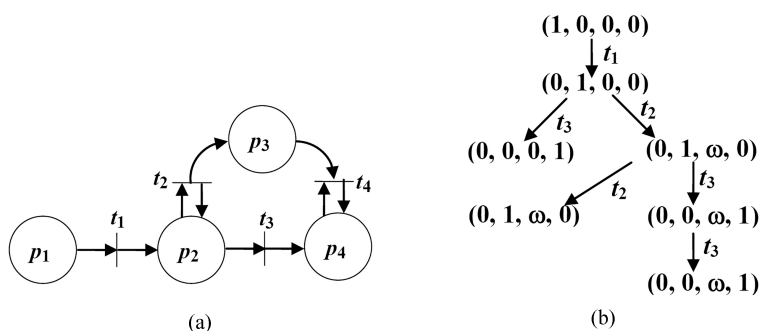 p3
t2
t4
t1
t3
p1
p2
p4
(a)
(1, 0, 0, 0)
t1
(0, 1, 0, 0)
t3
t2
(0, 0, 0, 1)
(0, 1, ω, 0)
t2
t3
(0, 1, ω, 0)
(0, 0, ω, 1)
t3
(0, 0, ω, 1)
(b)